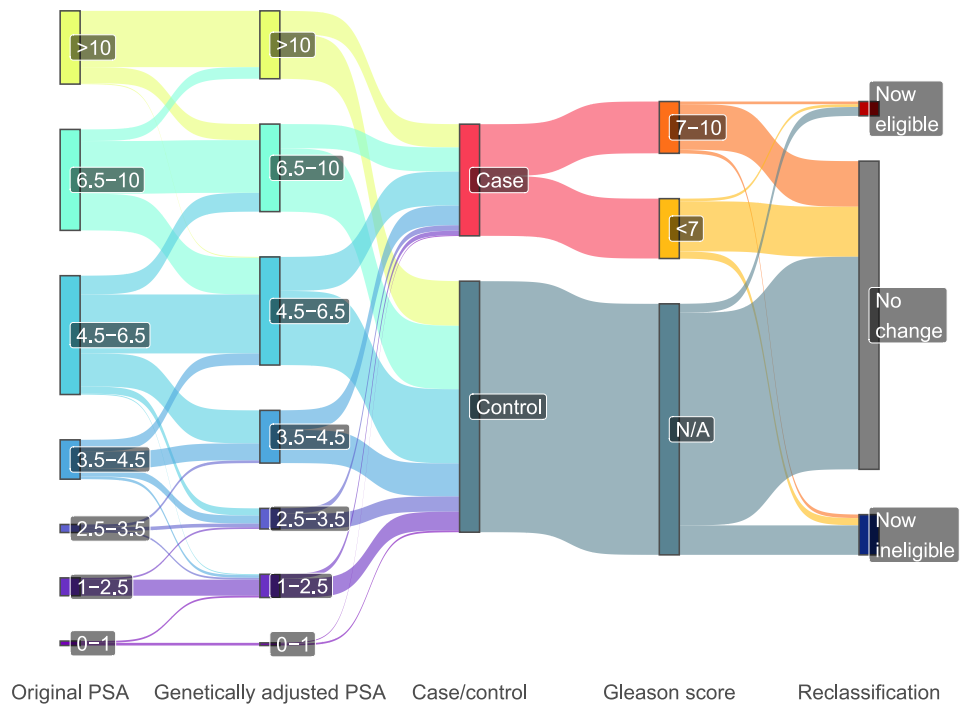 >10
6.5−10
4.5−6.5
3.5−4.5
2.5−3.5
1−2.5
0−1
>10
6.5−10
4.5−6.5
3.5−4.5
2.5−3.5
1−2.5
0−1
Case
Control
7−10
<7
N/A
Now
eligible
No
change
Now
ineligible
Original PSA
Genetically adjusted PSA
Case/control
Gleason score
Reclassification